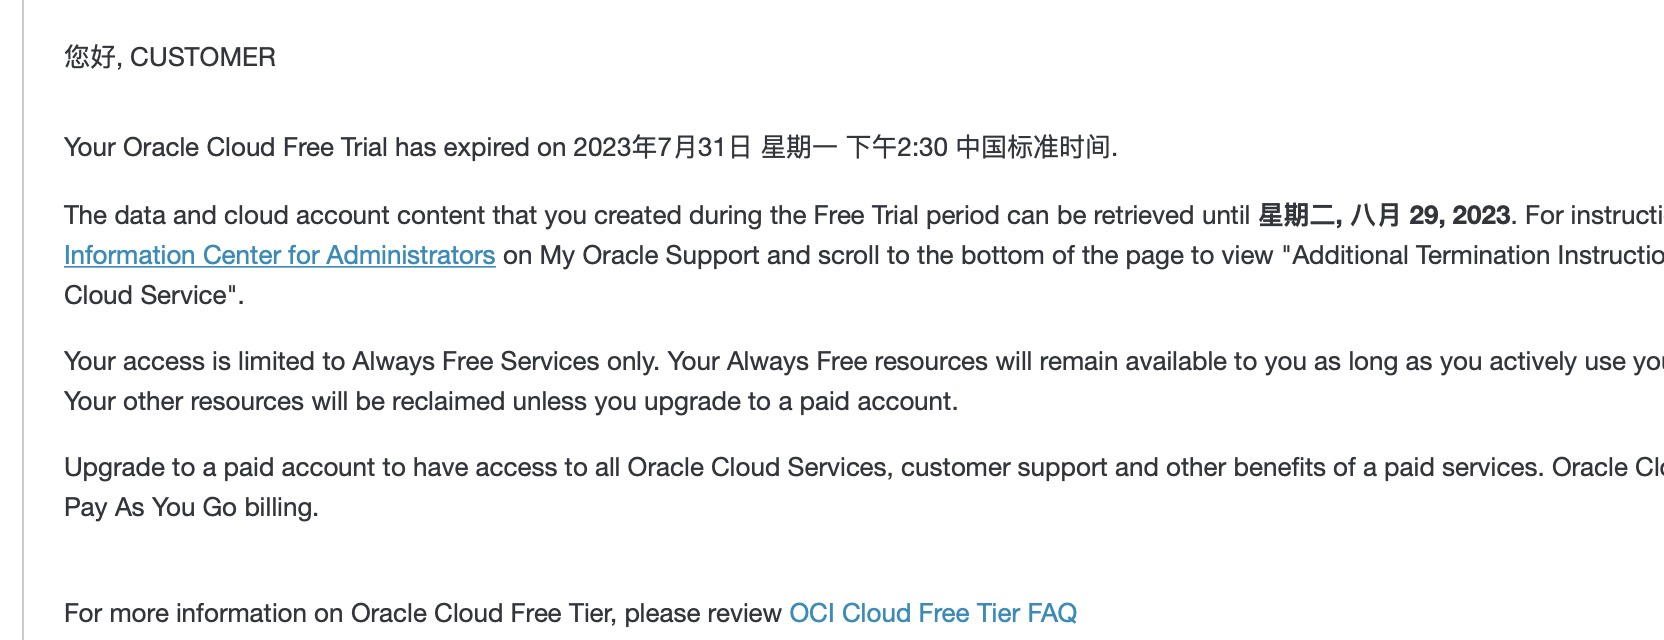 您好, CUSTOMER
Your Oracle Cloud Free Trial has expired on 2023年7月31日 星期一 下午2:30 中国标准时间.
The data and cloud account content that you created during the Free Trial period can be retrieved until 星期二, 八月 29, 2023. For instructi
Information Center for Administrators on My Oracle Support and scroll to the bottom of the page to view "Additional Termination Instructio
Cloud Service".
Your access is limited to Always Free Services only. Your Always Free resources will remain available to you as long as you actively use you
Your other resources will be reclaimed unless you upgrade to a paid account.
Upgrade to a paid account to have access to all Oracle Cloud Services, customer support and other benefits of a paid services. Oracle Clo
Pay As You Go billing.
For more information on Oracle Cloud Free Tier, please review OCI Cloud Free Tier FAQ